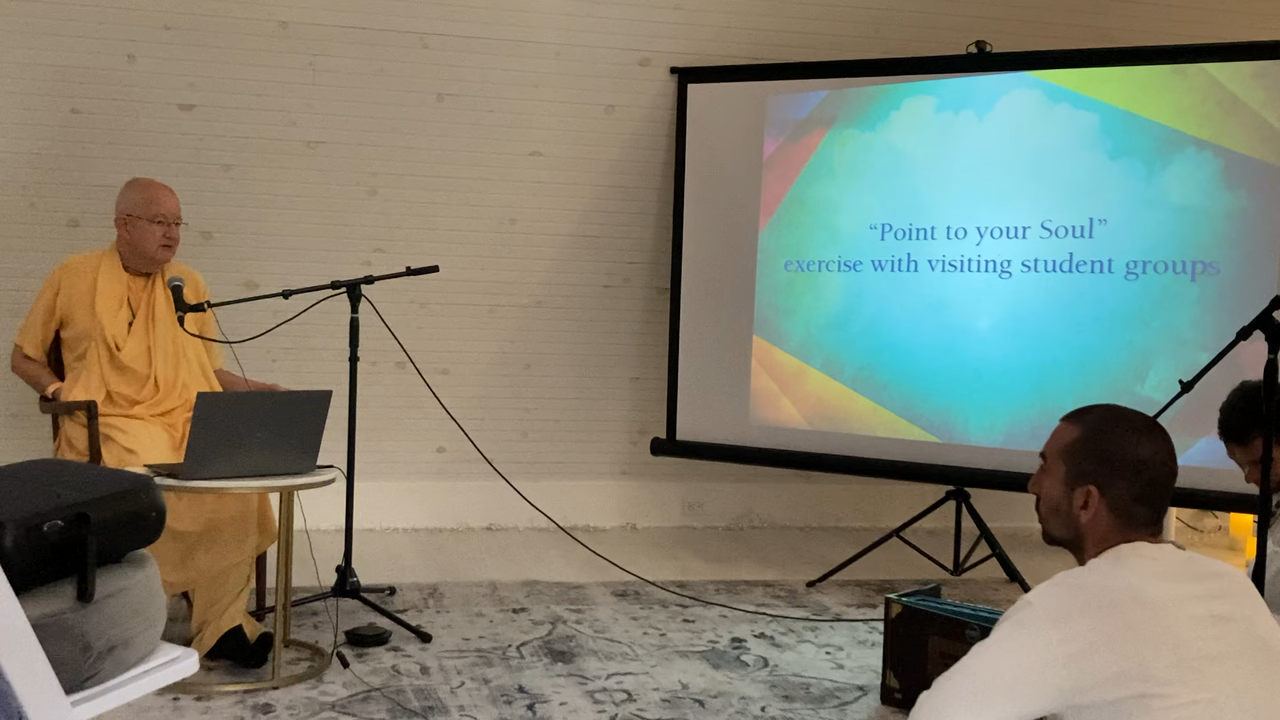 “Point to your Soul”
exercise with visiting student groups